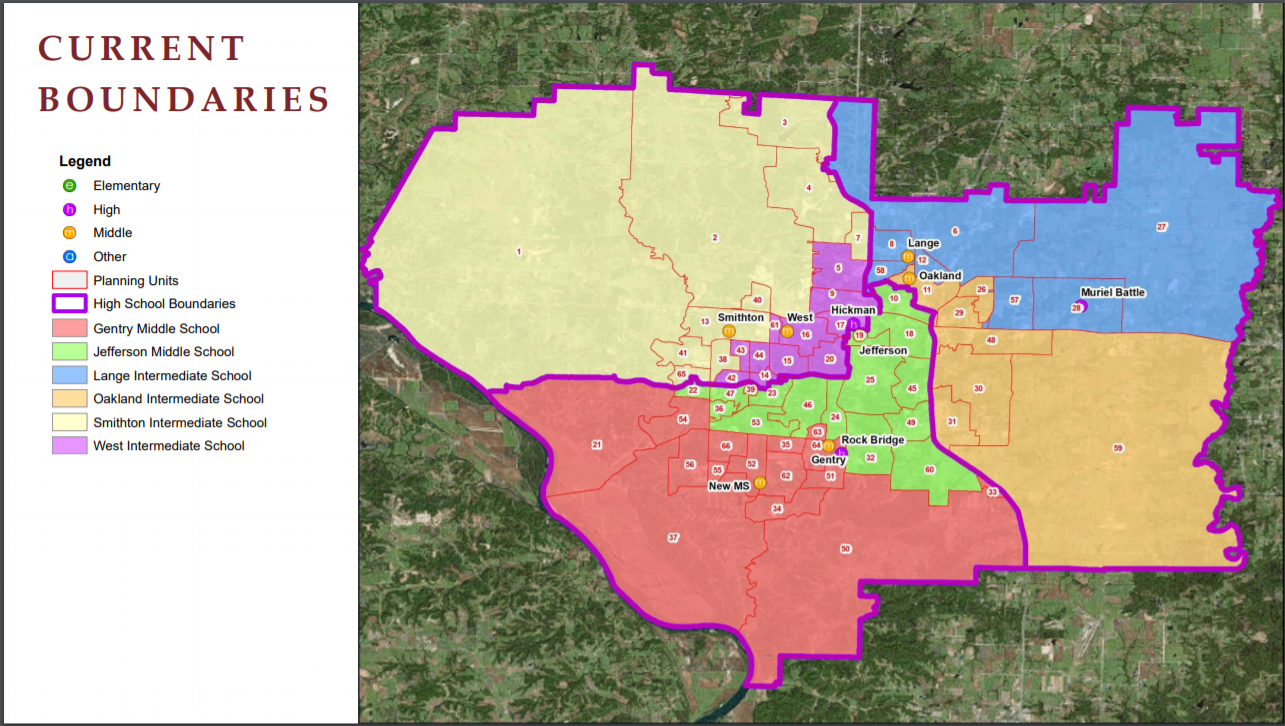 CURRENT
BOUNDARIES
Legend
e Elementary
h High
m Middle
a Other
Planning Units
High School Boundaries
Gentry Middle School
Jefferson Middle School
Lange Intermediate School
Oakland Intermediate School
Smithton Intermediate School
West Intermediate School
3
4
27
6
7
2
8
Lange
1
m
12
5
58
m
Oakland
11
26
9
10
Muriel Battle
40
57
28
Hickman
29
Smithton
61
West
13
m
m
16
17
h
19
18
48
43
44
Jefferson
41
38
15
20
65
42
14
25
22
47
39
23
45
30
36
46
54
53
24
49
31
63
21
66
35
64
m
Rock Bridge
h
59
Gentry
32
56
55
52
60
62
51
New MS
m
33
34
37
50